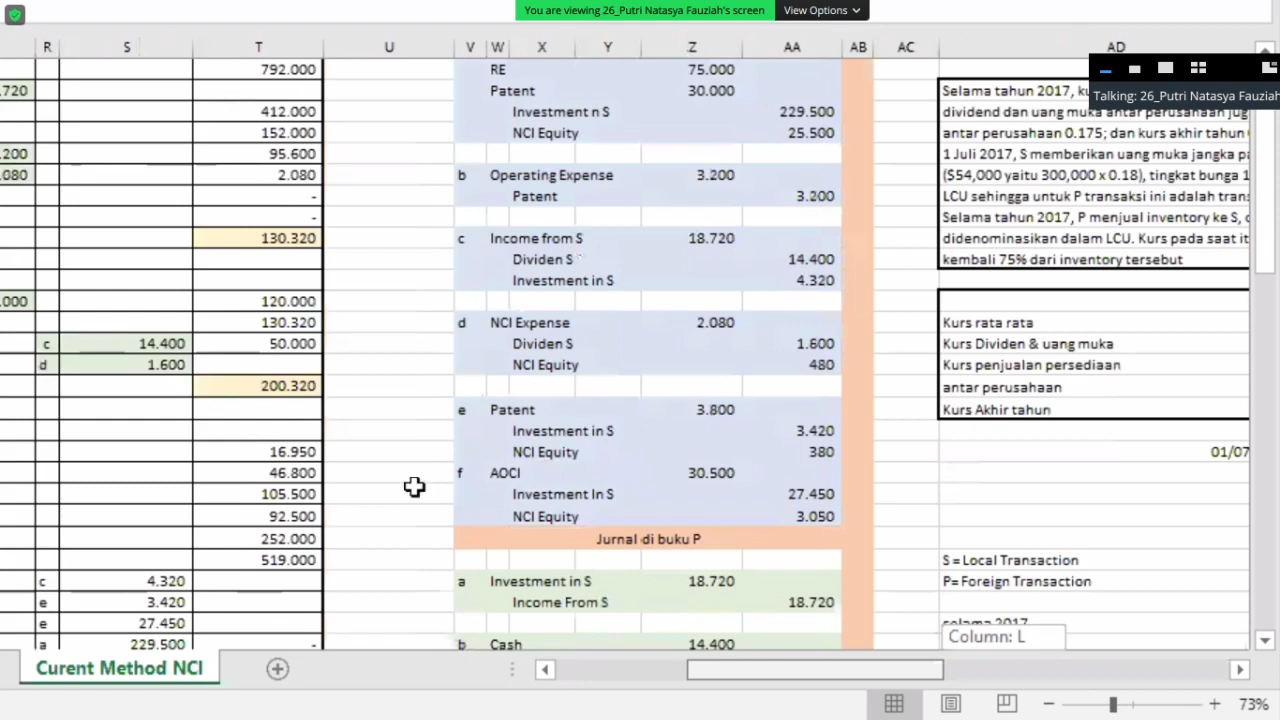 You are viewing 26_Putri Natasya Fauziah's screen View Options
R S T U V W X Y Z AA AB AC AD
792.000 RE 75.000
Talking: 26_Putri Natasya Fauziah
.720 Patent 30.000 Selama tahun 2017,
412.000 Investment n S 229.500 dividend dan uang muka antar perusahaan
152.000 NCI Equity 25.500 antar perusahaan 0.175; dan kurs akhir tahun
.200 95.600 1 Juli 2017, S memberikan uang muka jangka
.080 2.080 b Operating Expense 3.200 ($54,000 yaitu 300,000 x 0.18), tingkat bunga 1
- Patent 3.200 LCU sehingga untuk P transaksi ini adalah
- Selama tahun 2017, P menjual inventory ke S,
130.320 c Income from S 18.720 didenominasikan dalam LCU. Kurs pada saat
Dividen S 14.400 kembali 75% dari inventory tersebut
Investment in S 4.320
.000 120.000
130.320 d NCI Expense 2.080 Kurs rata rata
c 14.400 50.000 Dividen S 1.600 Kurs Dividen & uang muka
d 1.600 NCI Equity 480 Kurs penjualan persediaan
200.320 antar perusahaan
e Patent 3.800 Kurs Akhir tahun
Investment in S 3.420
16.950 NCI Equity 380 01/07
46.800 f AOCI 30.500
105.500 Investment In S 27.450
92.500 NCI Equity 3.050
252.000 Jurnal di buku P
519.000 S = Local Transaction
c 4.320 a Investment in S 18.720 P= Foreign Transaction
e 3.420 Income From S 18.720
e 27.450 selama 2017
a 229.500 - b Cash 14.400
Column: L
Curent Method NCI
73%